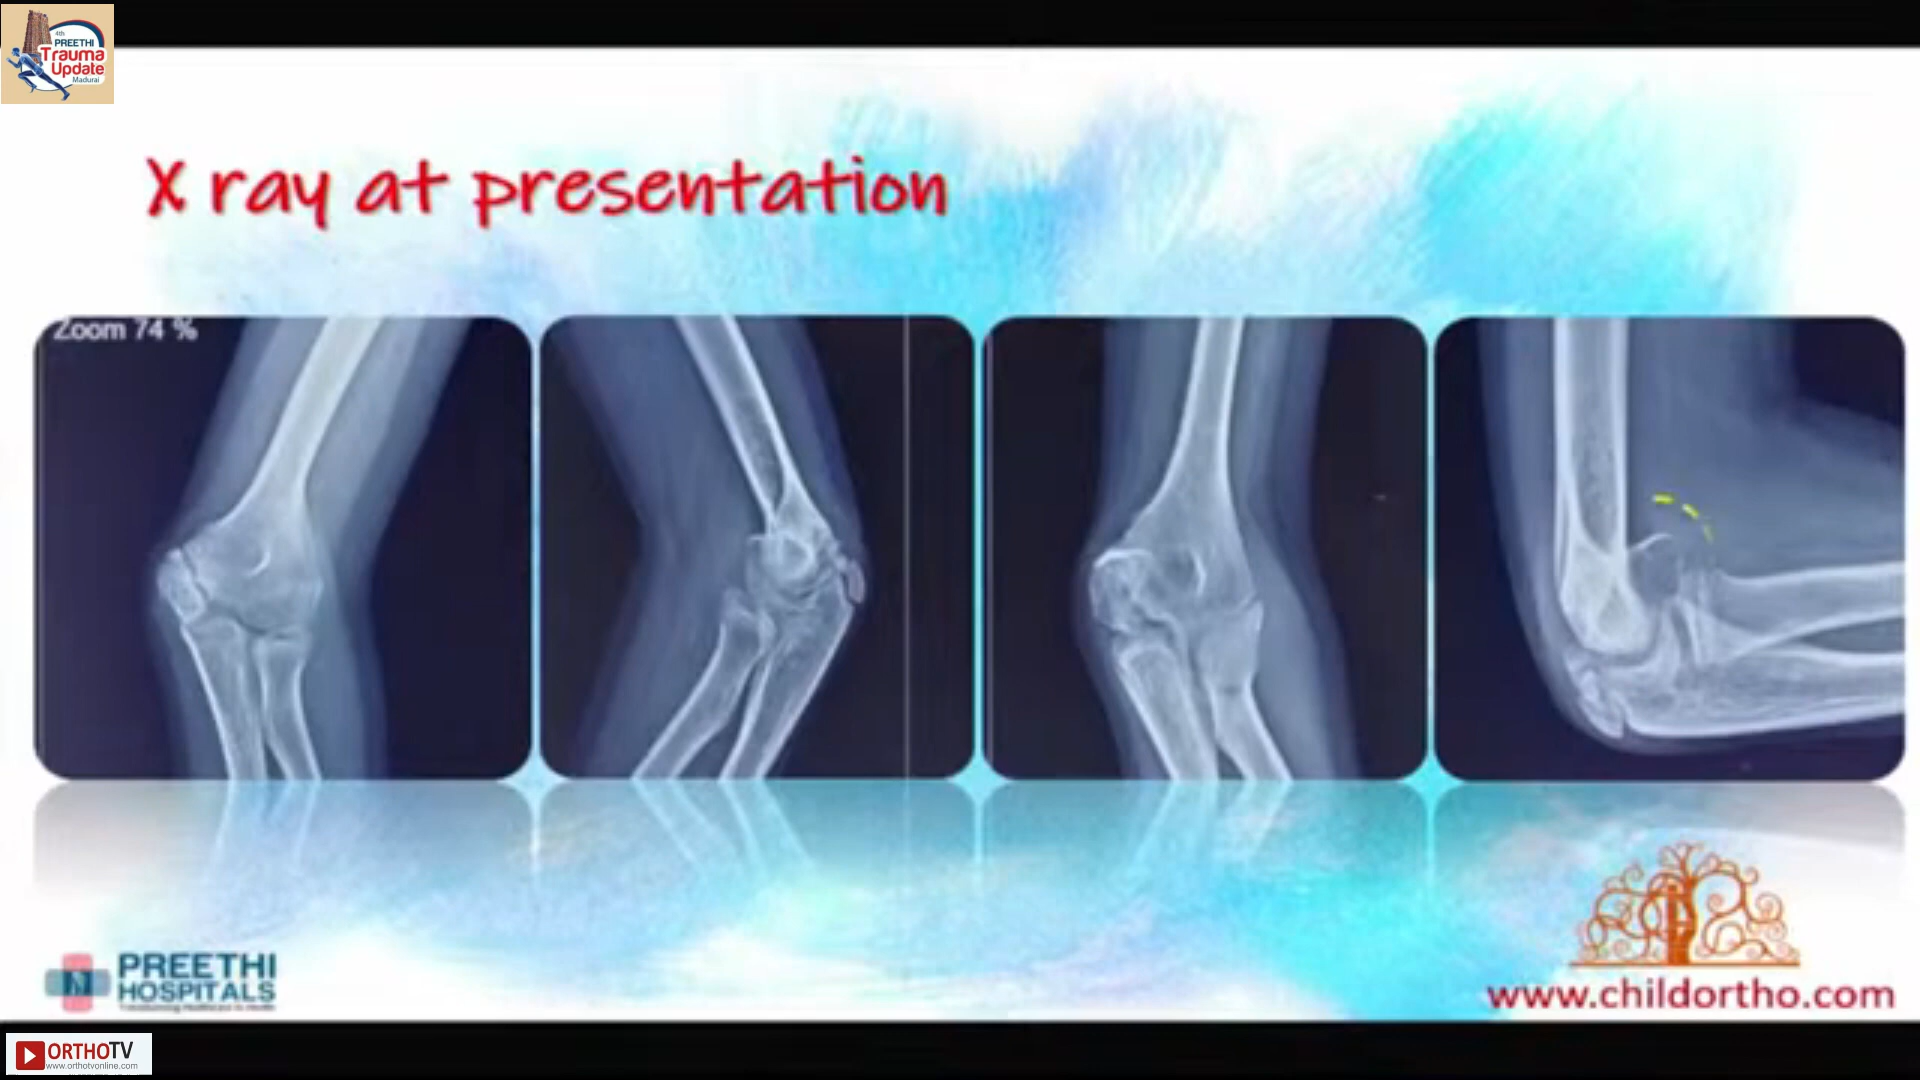 4th
PREETHI
Trauma
Update
Madurai
X ray at presentation
Zoom 74 %
PREETHI
HOSPITALS
www.childortho.com
ORTHOTV
www.orthotvonline.com